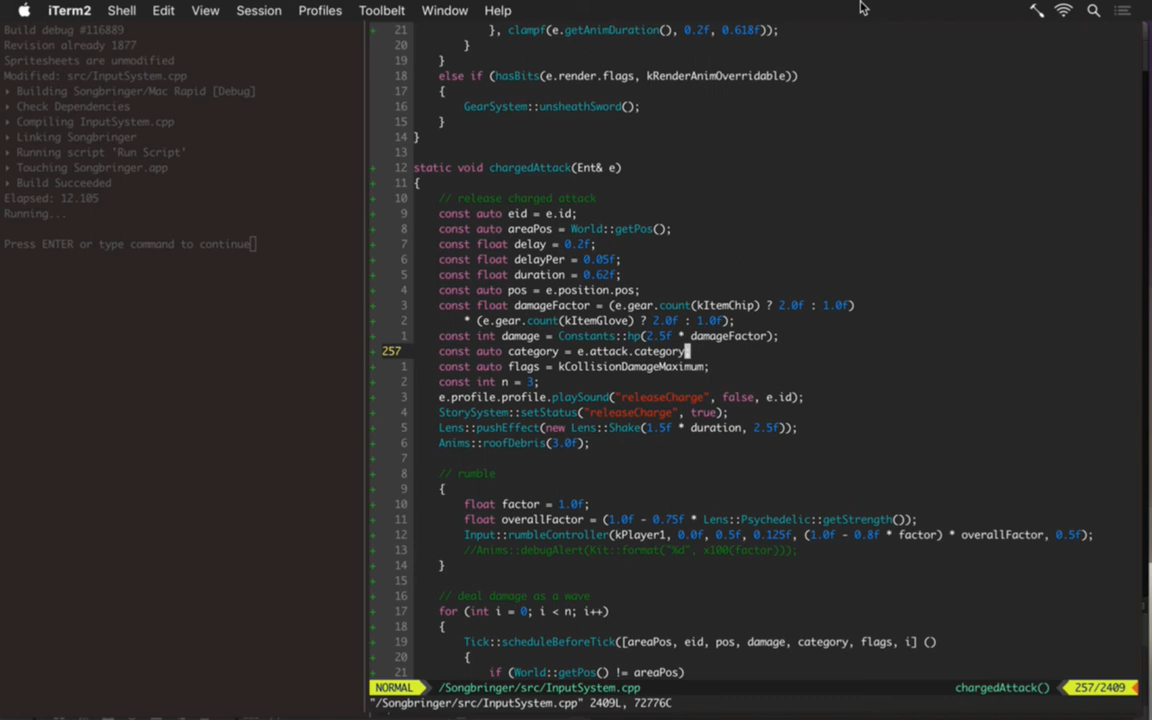 iTerm2 Shell Edit View Session Profiles Toolbelt Window Help
Build debug #116889
Revision already 1877
Spritesheets are unmodified
Modified: src/InputSystem.cpp
▸ Building Songbringer/Mac Rapid [Debug]
▸ Check Dependencies
▸ Compiling InputSystem.cpp
▸ Linking Songbringer
▸ Running script 'Run Script'
▸ Touching Songbringer.app
▸ Build Succeeded
Elapsed: 12.105
Running...
Press ENTER or type command to continue
+ 21 }, clampf(e.getAnimDuration(), 0.2f, 0.618f));
+ 20 }
+ 19 }
+ 18 else if (hasBits(e.render.flags, kRenderAnimOverridable))
+ 17 {
+ 16 GearSystem::unsheathSword();
+ 15 }
+ 14 }
+ 13
+ 12 static void chargedAttack(Ent& e)
+ 11 {
+ 10 // release charged attack
+ 9 const auto eid = e.id;
+ 8 const auto areaPos = World::getPos();
+ 7 const float delay = 0.2f;
+ 6 const float delayPer = 0.05f;
+ 5 const float duration = 0.62f;
+ 4 const auto pos = e.position.pos;
+ 3 const float damageFactor = (e.gear.count(kItemChip) ? 2.0f : 1.0f)
+ 2 * (e.gear.count(kItemGlove) ? 2.0f : 1.0f);
+ 1 const int damage = Constants::hp(2.5f * damageFactor);
+ 257 const auto category = e.attack.category;
+ 1 const auto flags = kCollisionDamageMaximum;
+ 2 const int n = 3;
+ 3 e.profile.profile.playSound("releaseCharge", false, e.id);
+ 4 StorySystem::setStatus("releaseCharge", true);
+ 5 Lens::pushEffect(new Lens::Shake(1.5f * duration, 2.5f));
+ 6 Anims::roofDebris(3.0f);
+ 7
+ 8 // rumble
+ 9 {
+ 10 float factor = 1.0f;
+ 11 float overallFactor = (1.0f - 0.75f * Lens::Psychedelic::getStrength());
+ 12 Input::rumbleController(kPlayer1, 0.0f, 0.5f, 0.125f, (1.0f - 0.8f * factor) * overallFactor, 0.5f);
+ 13 //Anims::debugAlert(Kit::format("%d", x100(factor)));
+ 14 }
+ 15
+ 16 // deal damage as a wave
+ 17 for (int i = 0; i < n; i++)
+ 18 {
+ 19 Tick::scheduleBeforeTick([areaPos, eid, pos, damage, category, flags, i] ()
+ 20 {
+ 21 if (World::getPos() != areaPos)
NORMAL /Songbringer/src/InputSystem.cpp chargedAttack() 257/2409
"/Songbringer/src/InputSystem.cpp" 2409L, 72776C